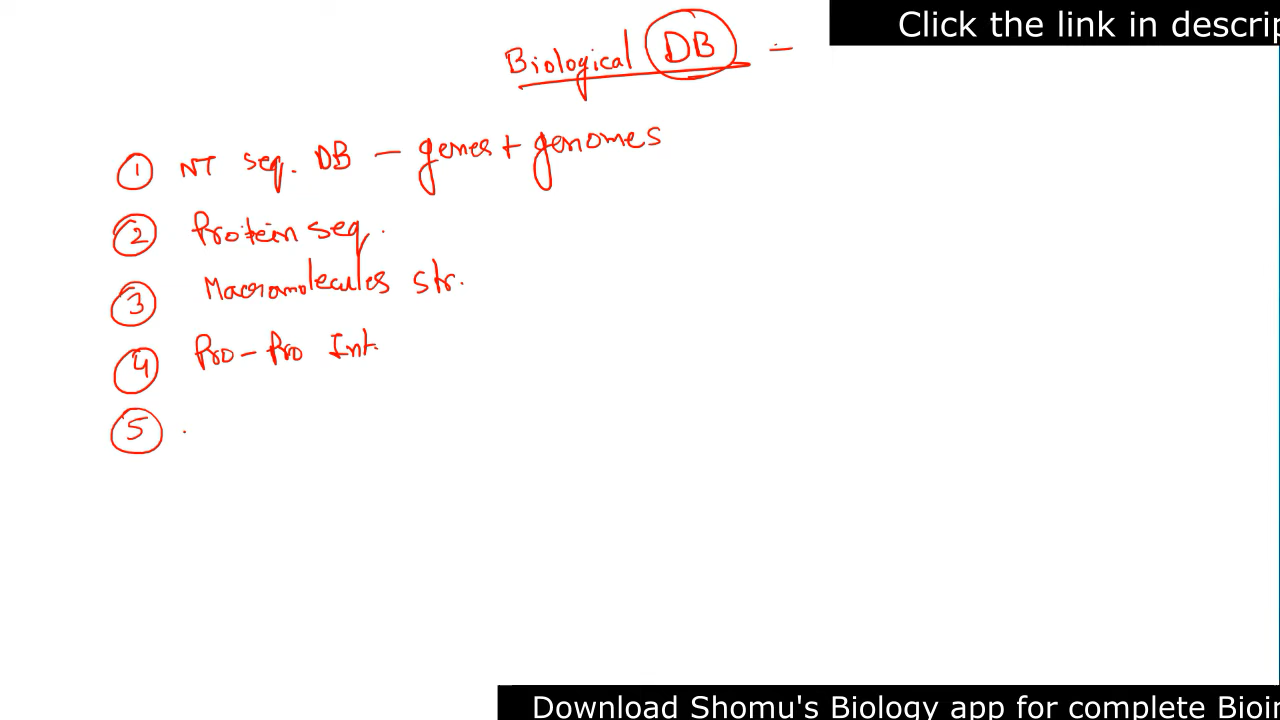 Click the link in descrip
Biological DB -
1 NT seq. DB - genes + genomes
2 Protein seq.
3 Macromolecules str.
4 Pro-Pro Int.
5
Download Shomu's Biology app for complete Bioi